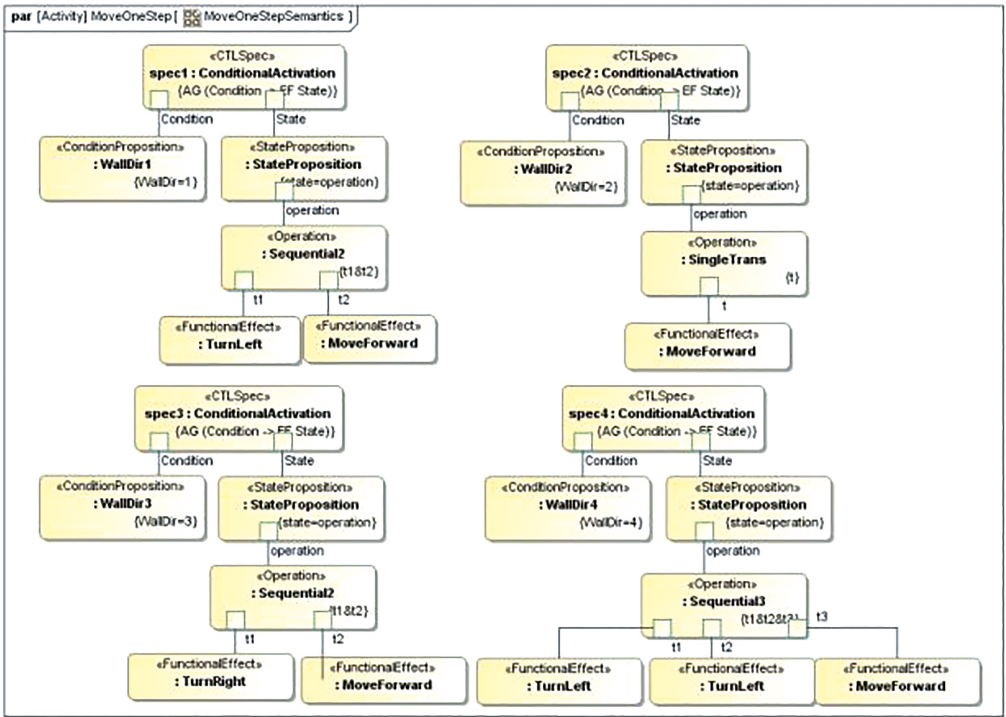 par [Activity] MoveOneStep [ MoveOneStepSemantics ]
«CTLSpec»
spec1 : ConditionalActivation
{AG (Condition -> EF State)}
Condition
State
«ConditionProposition»
: WallDir1
{WallDir=1}
«StateProposition»
: StateProposition
{state=operation}
operation
«Operation»
: Sequential2
{t1&t2}
t1
t2
«FunctionalEffect»
: TurnLeft
«FunctionalEffect»
: MoveForward
«CTLSpec»
spec2 : ConditionalActivation
{AG (Condition -> EF State)}
Condition
State
«ConditionProposition»
: WallDir2
{WallDir=2}
«StateProposition»
: StateProposition
{state=operation}
operation
«Operation»
: SingleTrans
{t}
t
«FunctionalEffect»
: MoveForward
«CTLSpec»
spec3 : ConditionalActivation
{AG (Condition -> EF State)}
Condition
State
«ConditionProposition»
: WallDir3
{WallDir=3}
«StateProposition»
: StateProposition
{state=operation}
operation
«Operation»
: Sequential2
{t1&t2}
t1
t2
«FunctionalEffect»
: TurnRight
«FunctionalEffect»
: MoveForward
«CTLSpec»
spec4 : ConditionalActivation
{AG (Condition -> EF State)}
Condition
State
«ConditionProposition»
: WallDir4
{WallDir=4}
«StateProposition»
: StateProposition
{state=operation}
operation
«Operation»
: Sequential3
{t1&t2&t3}
t3
t1
t2
«FunctionalEffect»
: TurnLeft
«FunctionalEffect»
: TurnLeft
«FunctionalEffect»
: MoveForward